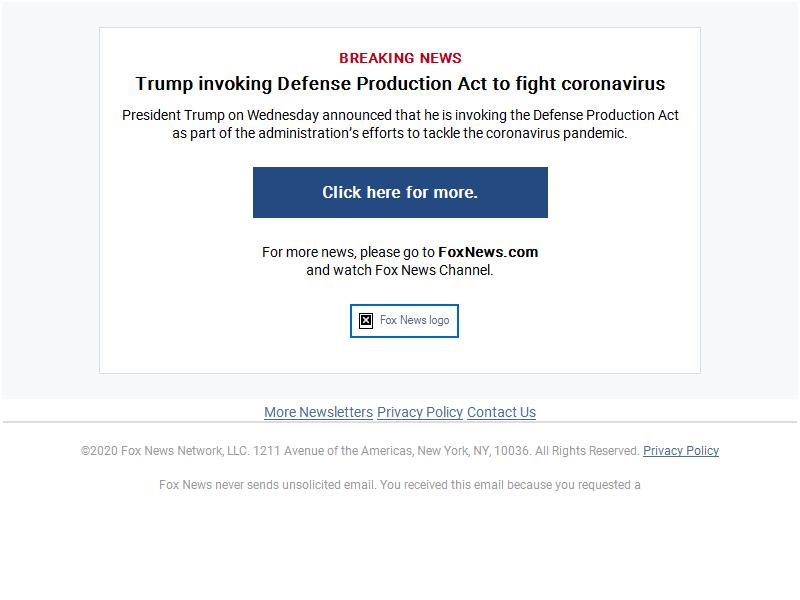 BREAKING NEWS
Trump invoking Defense Production Act to fight coronavirus
President Trump on Wednesday announced that he is invoking the Defense Production Act
as part of the administration’s efforts to tackle the coronavirus pandemic.
Click here for more.
For more news, please go to FoxNews.com
and watch Fox News Channel.
Fox News logo
More Newsletters Privacy Policy Contact Us
©2020 Fox News Network, LLC. 1211 Avenue of the Americas, New York, NY, 10036. All Rights Reserved. Privacy Policy
Fox News never sends unsolicited email. You received this email because you requested a